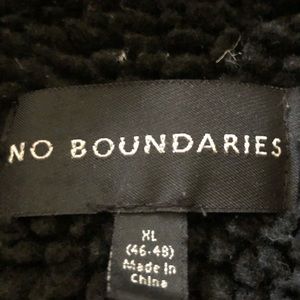 NO BOUNDARIES
XL
(46-48)
Made in
China